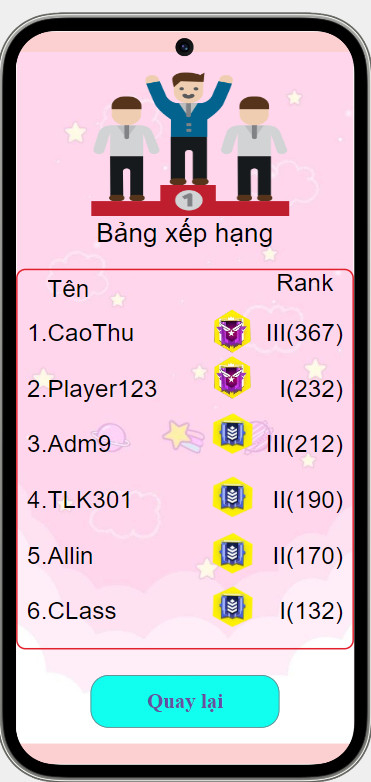 1
Bảng xếp hạng
Tên Rank
1.CaoThu III(367)
2.Player123 I(232)
3.Adm9 III(212)
4.TLK301 II(190)
5.Allin II(170)
6.CLass I(132)
Quay lại